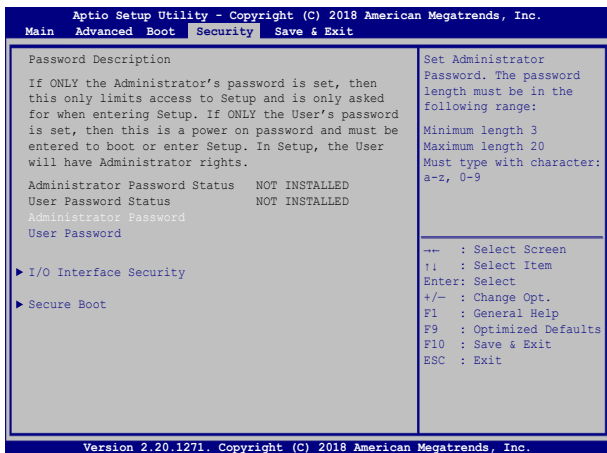 Aptio Setup Utility - Copyright (C) 2018 American Megatrends, Inc.
Main Advanced Boot Security Save & Exit
Password Description
If ONLY the Administrator's password is set, then
this only limits access to Setup and is only asked
for when entering Setup. If ONLY the User's password
is set, then this is a power on password and must be
entered to boot or enter Setup. In Setup, the User
will have Administrator rights.
Administrator Password Status NOT INSTALLED
User Password Status NOT INSTALLED
Administrator Password
User Password
▶ I/O Interface Security
▶ Secure Boot
Set Administrator
Password. The password
length must be in the
following range:
Minimum length 3
Maximum length 20
Must type with character:
a-z, 0-9
→← : Select Screen
↑↓ : Select Item
Enter: Select
+/— : Change Opt.
F1 : General Help
F9 : Optimized Defaults
F10 : Save & Exit
ESC : Exit
Version 2.20.1271. Copyright (C) 2018 American Megatrends, Inc.